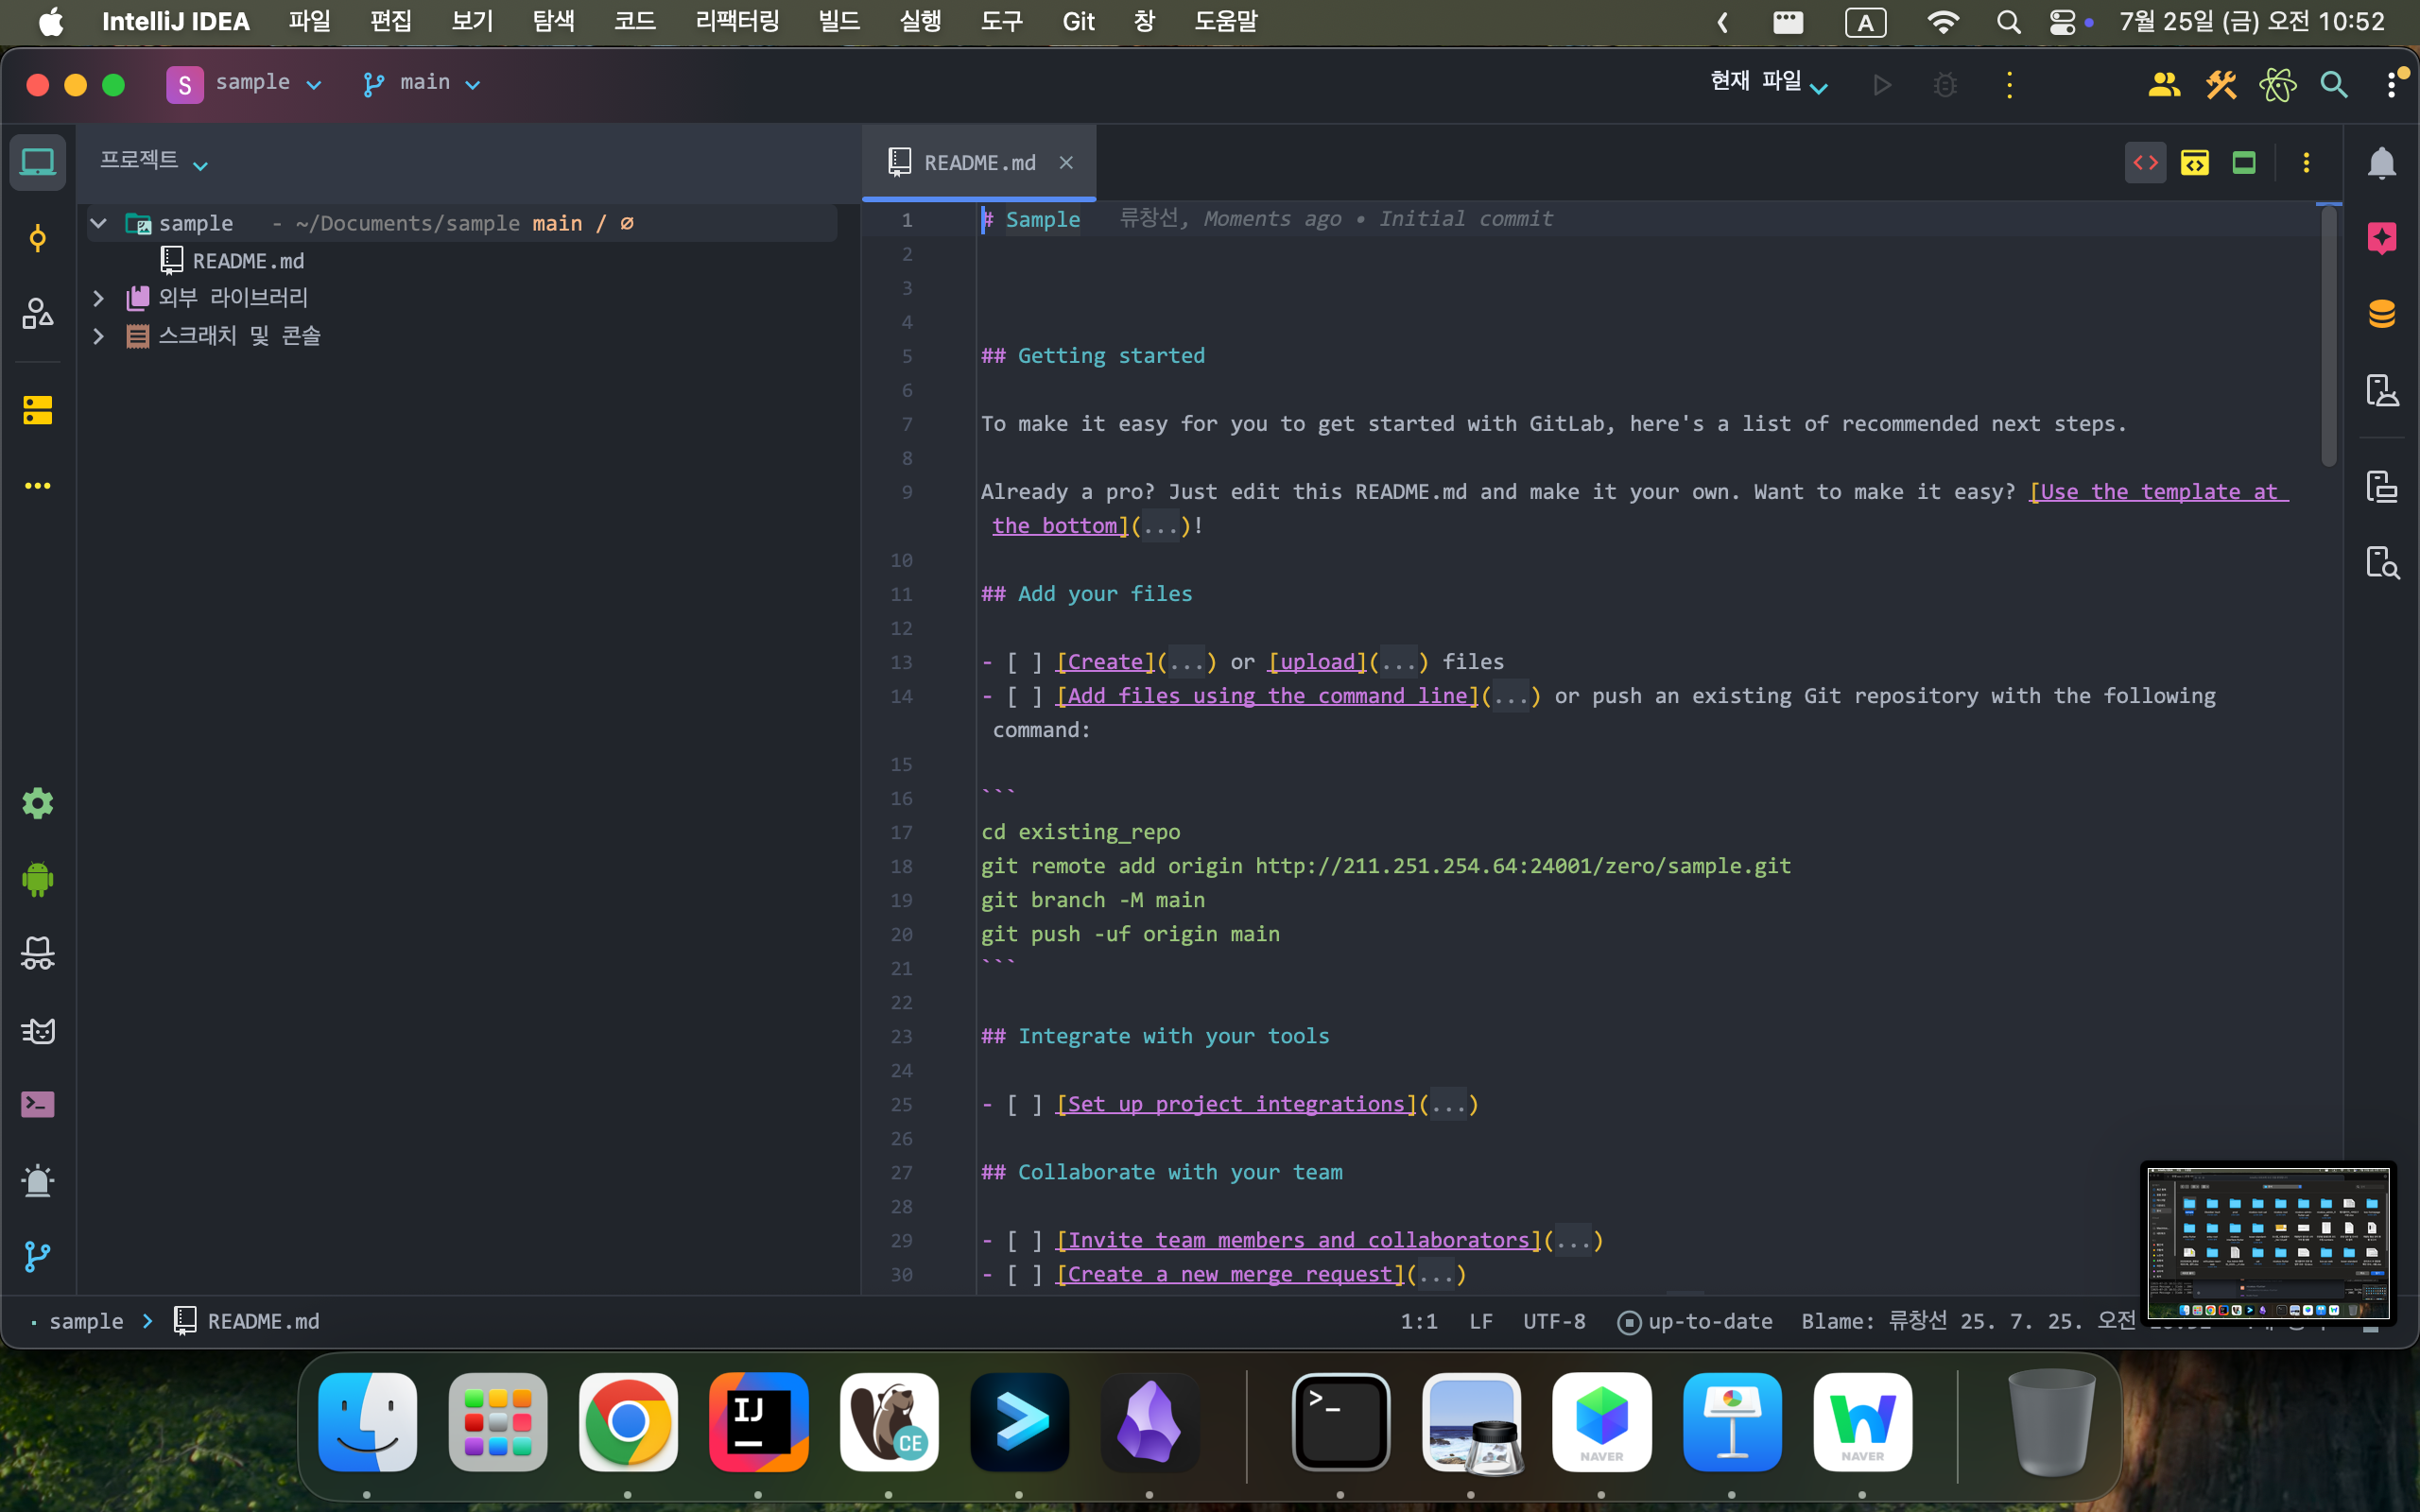 IntelliJ IDEA 파일 편집 보기 탐색 코드 리팩터링 빌드 실행 도구 Git 창 도움말 A 7월 25일 (금) 오전 10:52
S sample main 현재 파일
프로젝트
README.md
sample - ~/Documents/sample main / ∅
README.md
외부 라이브러리
스크래치 및 콘솔
1 # Sample 류창선, Moments ago • Initial commit
2
3
4
5 ## Getting started
6
7 To make it easy for you to get started with GitLab, here's a list of recommended next steps.
8
9 Already a pro? Just edit this README.md and make it your own. Want to make it easy? [Use the template at
the bottom](...)!
10
11 ## Add your files
12
13 - [ ] [Create](...) or [upload](...) files
14 - [ ] [Add files using the command line](...) or push an existing Git repository with the following
command:
15
16 ```
17 cd existing_repo
18 git remote add origin http://211.251.254.64:24001/zero/sample.git
19 git branch -M main
20 git push -uf origin main
21 ```
22
23 ## Integrate with your tools
24
25 - [ ] [Set up project integrations](...)
26
27 ## Collaborate with your team
28
29 - [ ] [Invite team members and collaborators](...)
30 - [ ] [Create a new merge request](...)
sample README.md 1:1 LF UTF-8 up-to-date Blame: 류창선 25. 7. 25. 오전
IJ CE >_ NAVER NAVER